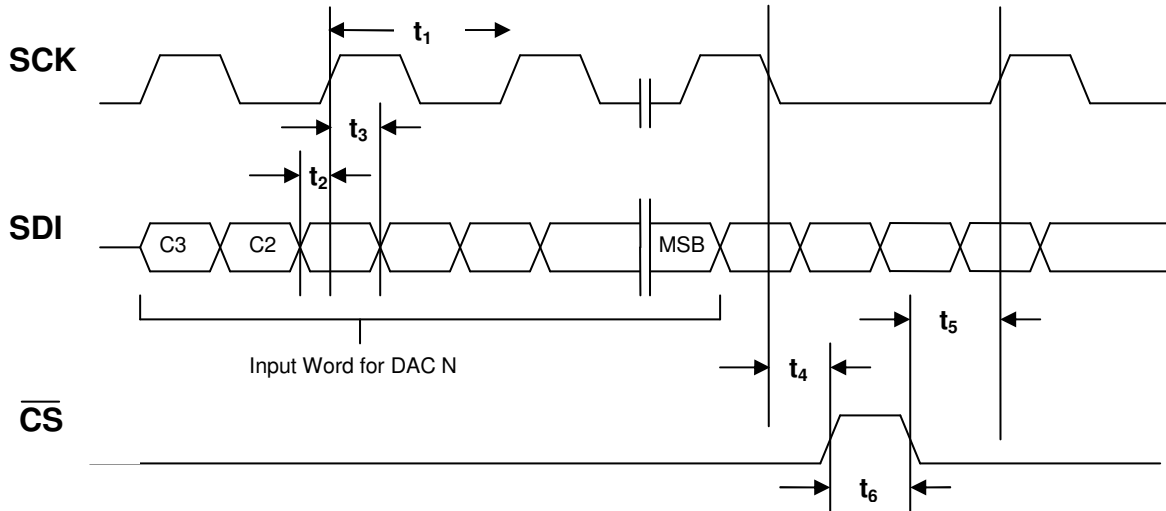 t1
SCK
t3
t2
SDI
C3 C2 MSB
t5
Input Word for DAC N
t4
CS
t6